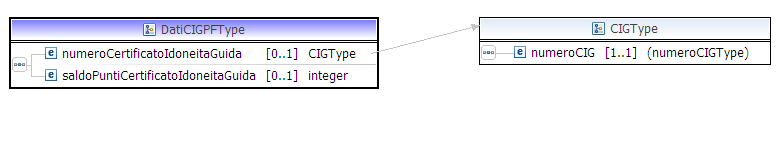 DatiCIGPFType
numeroCertificatoIdoneitaGuida [0..1] CIGType
saldoPuntiCertificatoIdoneitaGuida [0..1] integer
CIGType
numeroCIG [1..1] (numeroCIGType)